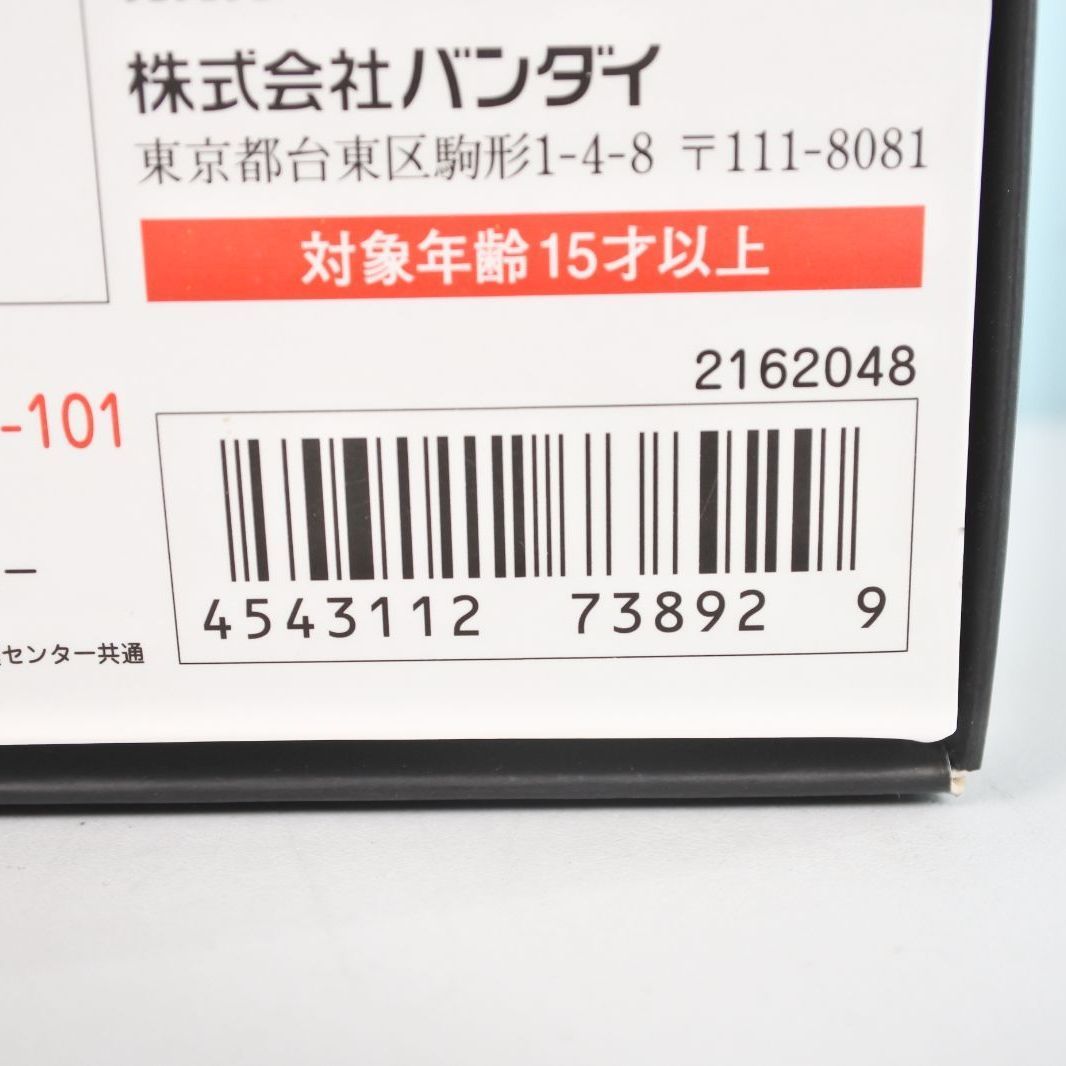 株式会社バンダイ
東京都台東区駒形1-4-8 〒111-8081
対象年齢15才以上
2162048
-101
4543112 73892 9
ー
センター共通